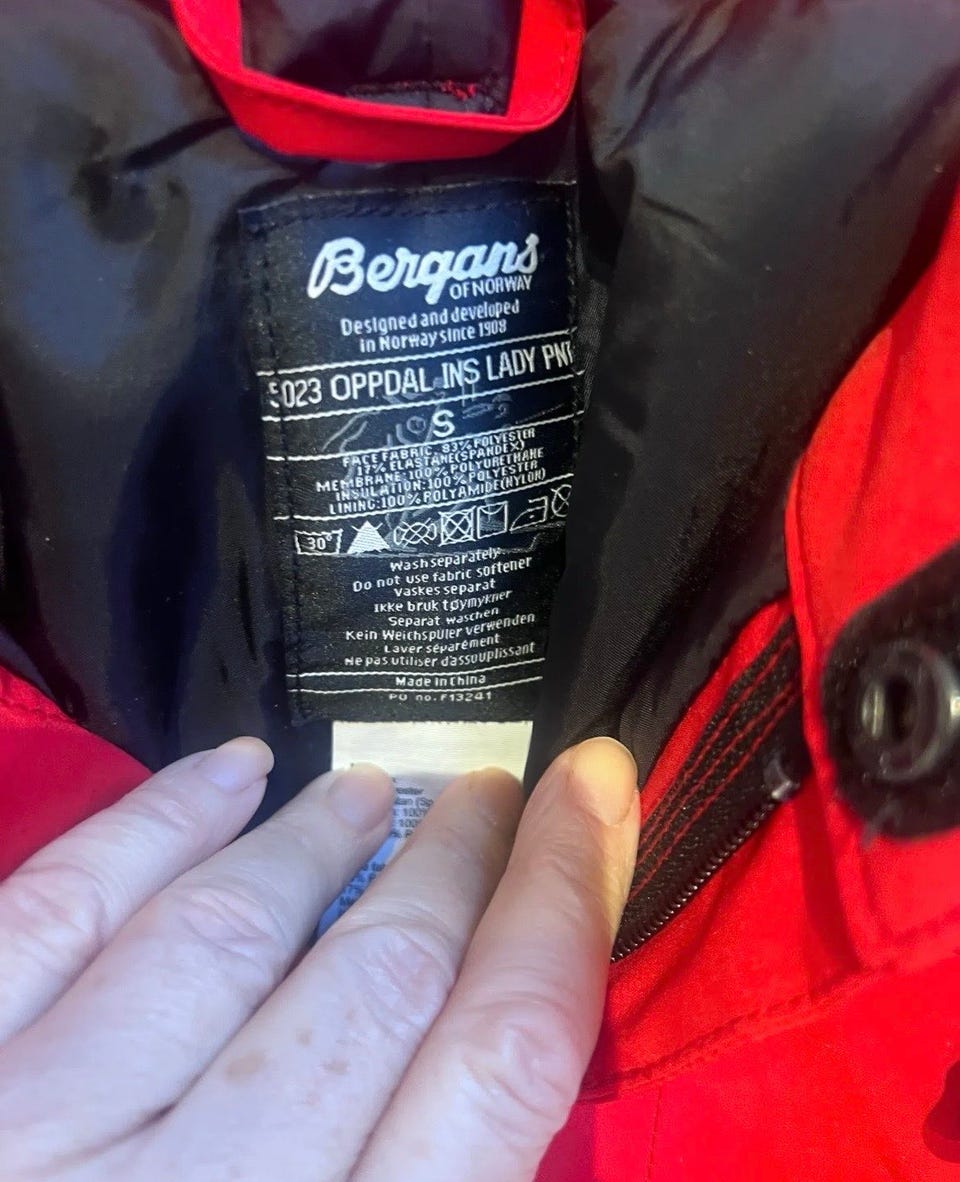 Bergans
OF NORWAY
Designed and developed
in Norway since 1908
5023 OPPDAL INS LADY PNT
S
FACE FABRIC, 83%POLYESTER
17% ELASTANE(SPANDEX)
MEMBRANE:100%POLYURETHANE
INSULATION:100%POLYESTER
LINING:100%POLYAMIDE(NYLON)
30°
Wash separately
Do not use fabric softener
Vaskes separat
Ikke bruk tøymykner
Separat waschen
Kein Weichspüler verwenden
Laver séparément
Ne pas utiliser d'assouplissant
Made in China
PO no.F13241